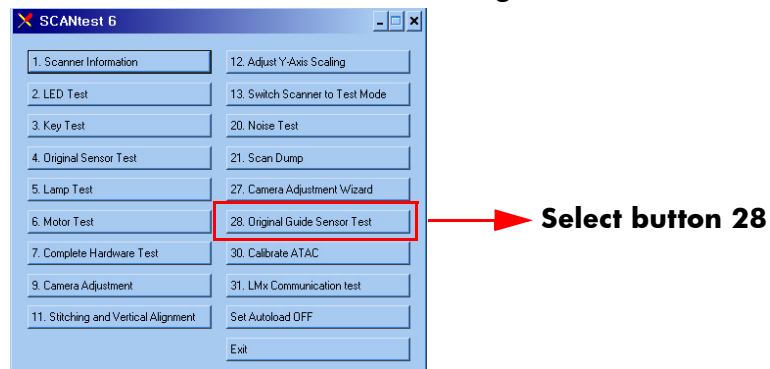 SCANtest 6
1. Scanner Information
2. LED Test
3. Key Test
4. Original Sensor Test
5. Lamp Test
6. Motor Test
7. Complete Hardware Test
9. Camera Adjustment
11. Stitching and Vertical Alignment
12. Adjust Y-Axis Scaling
13. Switch Scanner to Test Mode
20. Noise Test
21. Scan Dump
27. Camera Adjustment Wizard
28. Original Guide Sensor Test
30. Calibrate ATAC
31. LMx Communication test
Set Autoload OFF
Exit
Select button 28